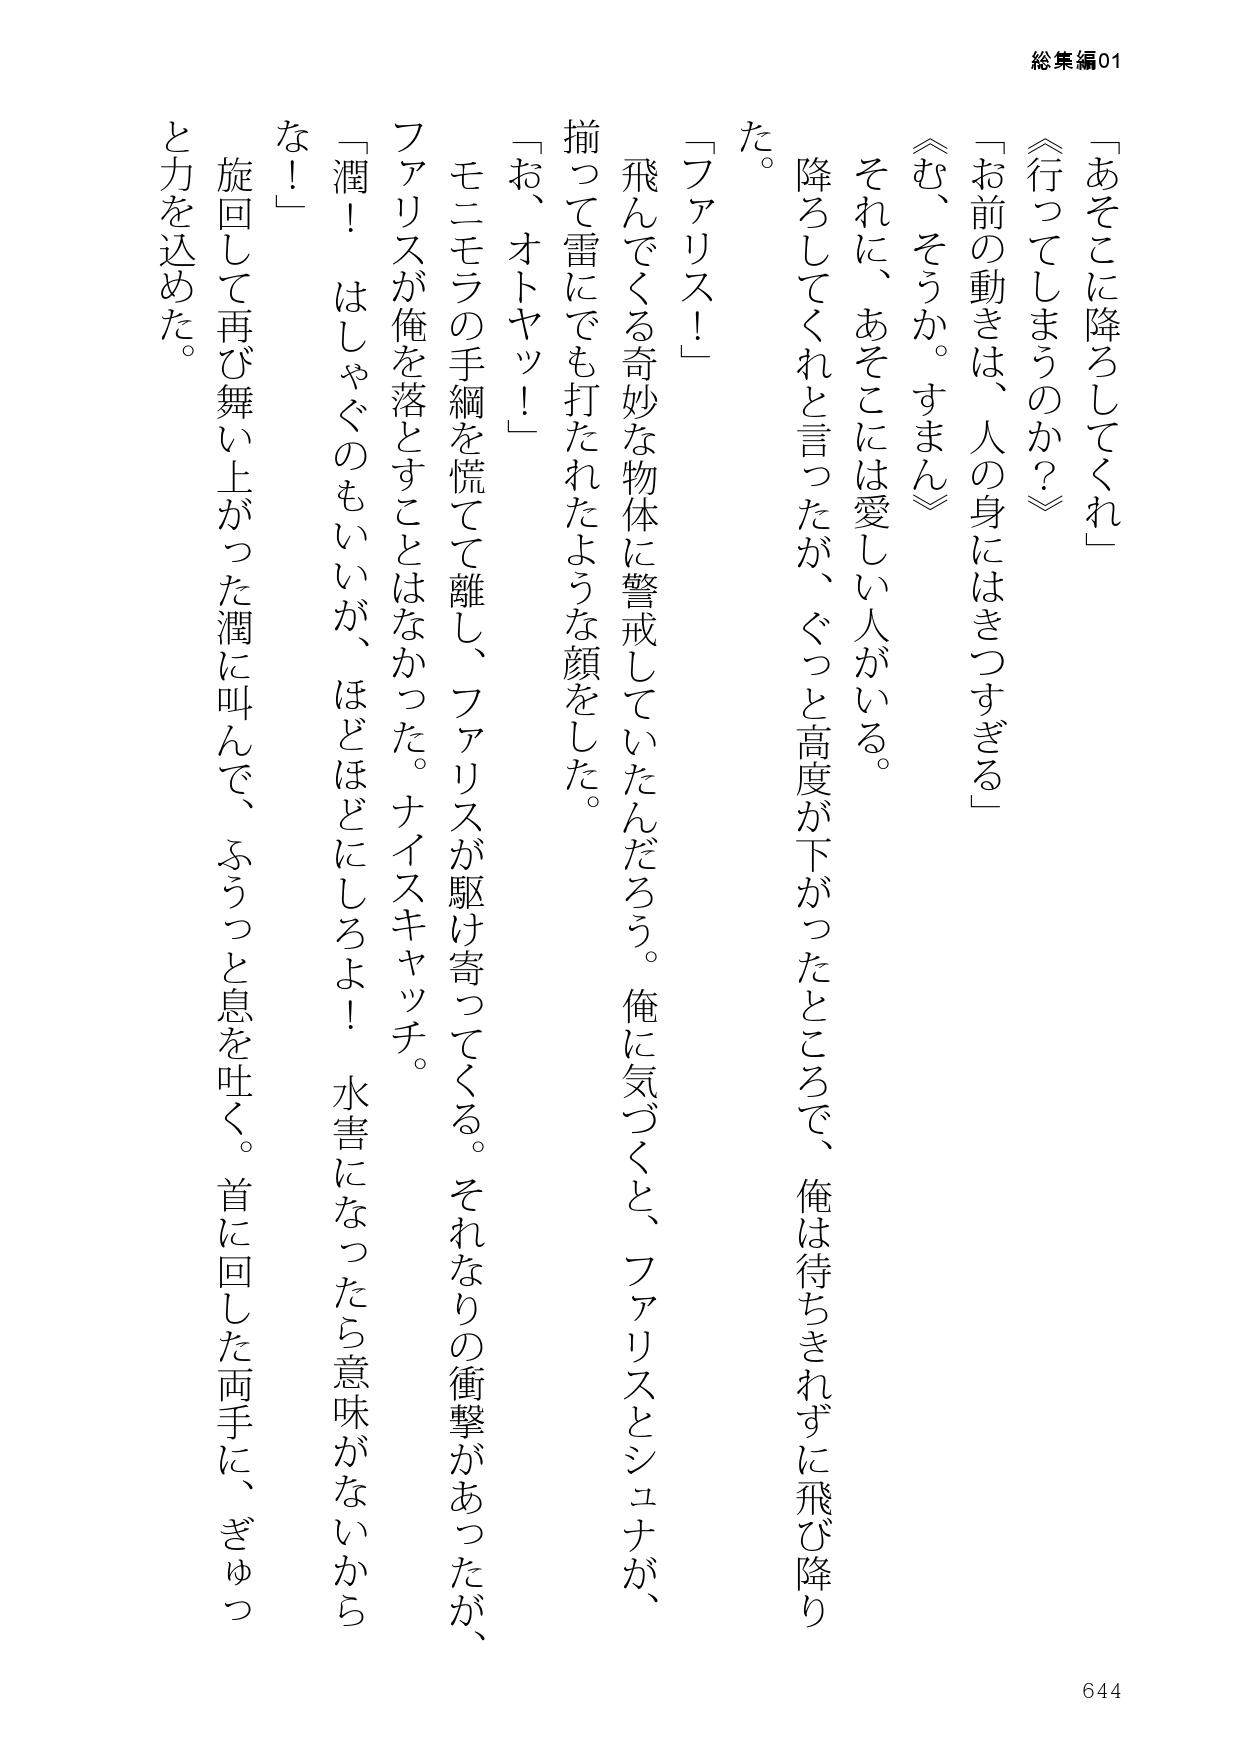 総集編01
「あそこに降ろしてくれ」
《行ってしまうのか？》
「お前の動きは、人の身にはきつすぎる」
《む、そうか。すまん》
　それに、あそこには愛しい人がいる。
　降ろしてくれと言ったが、ぐっと高度が下がったところで、俺は待ちきれずに飛び降り
た。
「ファリス！」
　飛んでくる奇妙な物体に警戒していたんだろう。俺に気づくと、ファリスとシュナが、
揃って雷にでも打たれたような顔をした。
「お、オトヤッ！」
　モニモラの手綱を慌てて離し、ファリスが駆け寄ってくる。それなりの衝撃があったが、
ファリスが俺を落とすことはなかった。ナイスキャッチ。
「潤！　はしゃぐのもいいが、ほどほどにしろよ！　水害になったら意味がないから
な！」
　旋回して再び舞い上がった潤に叫んで、ふうっと息を吐く。首に回した両手に、ぎゅっ
と力を込めた。
644